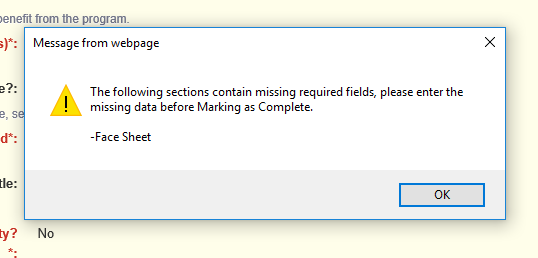 benefit from the program.
Message from webpage
s)*:
The following sections contain missing required fields, please enter the
missing data before Marking as Complete.
e?:
e, se
-Face Sheet
d*:
tle:
OK
ty? No
*: